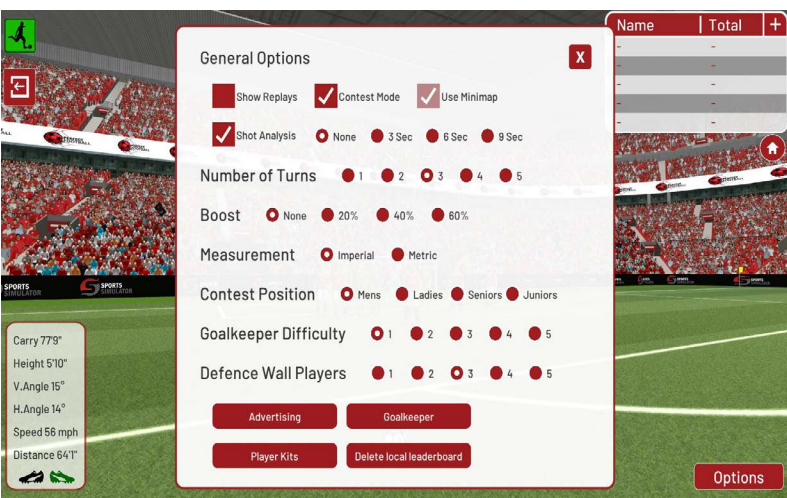 Name Total +
General Options X
Show Replays Contest Mode Use Minimap
Shot Analysis None 3 Sec 6 Sec 9 Sec
Number of Turns 1 2 3 4 5
Boost None 20% 40% 60%
Measurement Imperial Metric
Contest Position Mens Ladies Seniors Juniors
Goalkeeper Difficulty 1 2 3 4 5
Defence Wall Players 1 2 3 4 5
Advertising Goalkeeper
Player Kits Delete local leaderboard
SPORTS
SIMULATOR
SPORTS
SIMULATOR
Carry 77'9"
Height 5'10"
V.Angle 15°
H.Angle 14°
Speed 56 mph
Distance 64'1"
Options